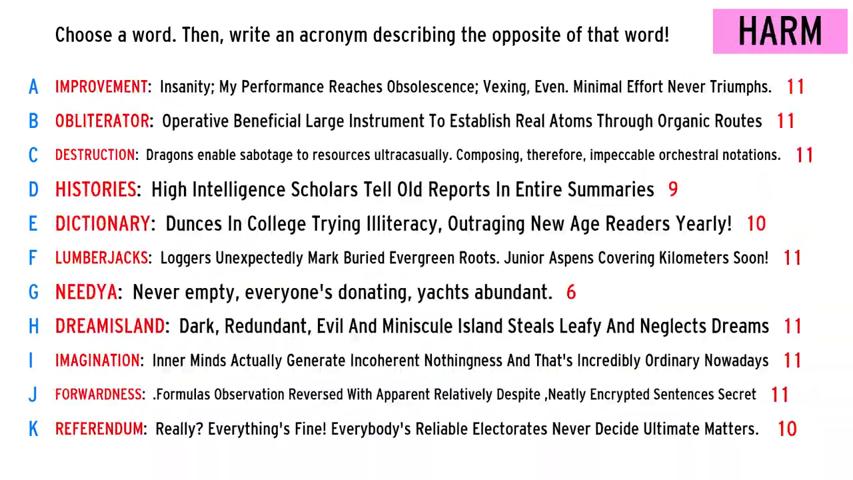 Choose a word. Then, write an acronym describing the opposite of that word!
HARM
A IMPROVEMENT: Insanity; My Performance Reaches Obsolescence; Vexing, Even. Minimal Effort Never Triumphs. 11
B OBLITERATOR: Operative Beneficial Large Instrument To Establish Real Atoms Through Organic Routes 11
C DESTRUCTION: Dragons enable sabotage to resources ultracasually. Composing, therefore, impeccable orchestral notations. 11
D HISTORIES: High Intelligence Scholars Tell Old Reports In Entire Summaries 9
E DICTIONARY: Dunces In College Trying Illiteracy, Outraging New Age Readers Yearly! 10
F LUMBERJACKS: Loggers Unexpectedly Mark Buried Evergreen Roots. Junior Aspens Covering Kilometers Soon! 11
G NEEDYA: Never empty, everyone's donating, yachts abundant. 6
H DREAMISLAND: Dark, Redundant, Evil And Miniscule Island Steals Leafy And Neglects Dreams 11
I IMAGINATION: Inner Minds Actually Generate Incoherent Nothingness And That's Incredibly Ordinary Nowadays 11
J FORWARDNESS: .Formulas Observation Reversed With Apparent Relatively Despite ,Neatly Encrypted Sentences Secret 11
K REFERENDUM: Really? Everything's Fine! Everybody's Reliable Electorates Never Decide Ultimate Matters. 10